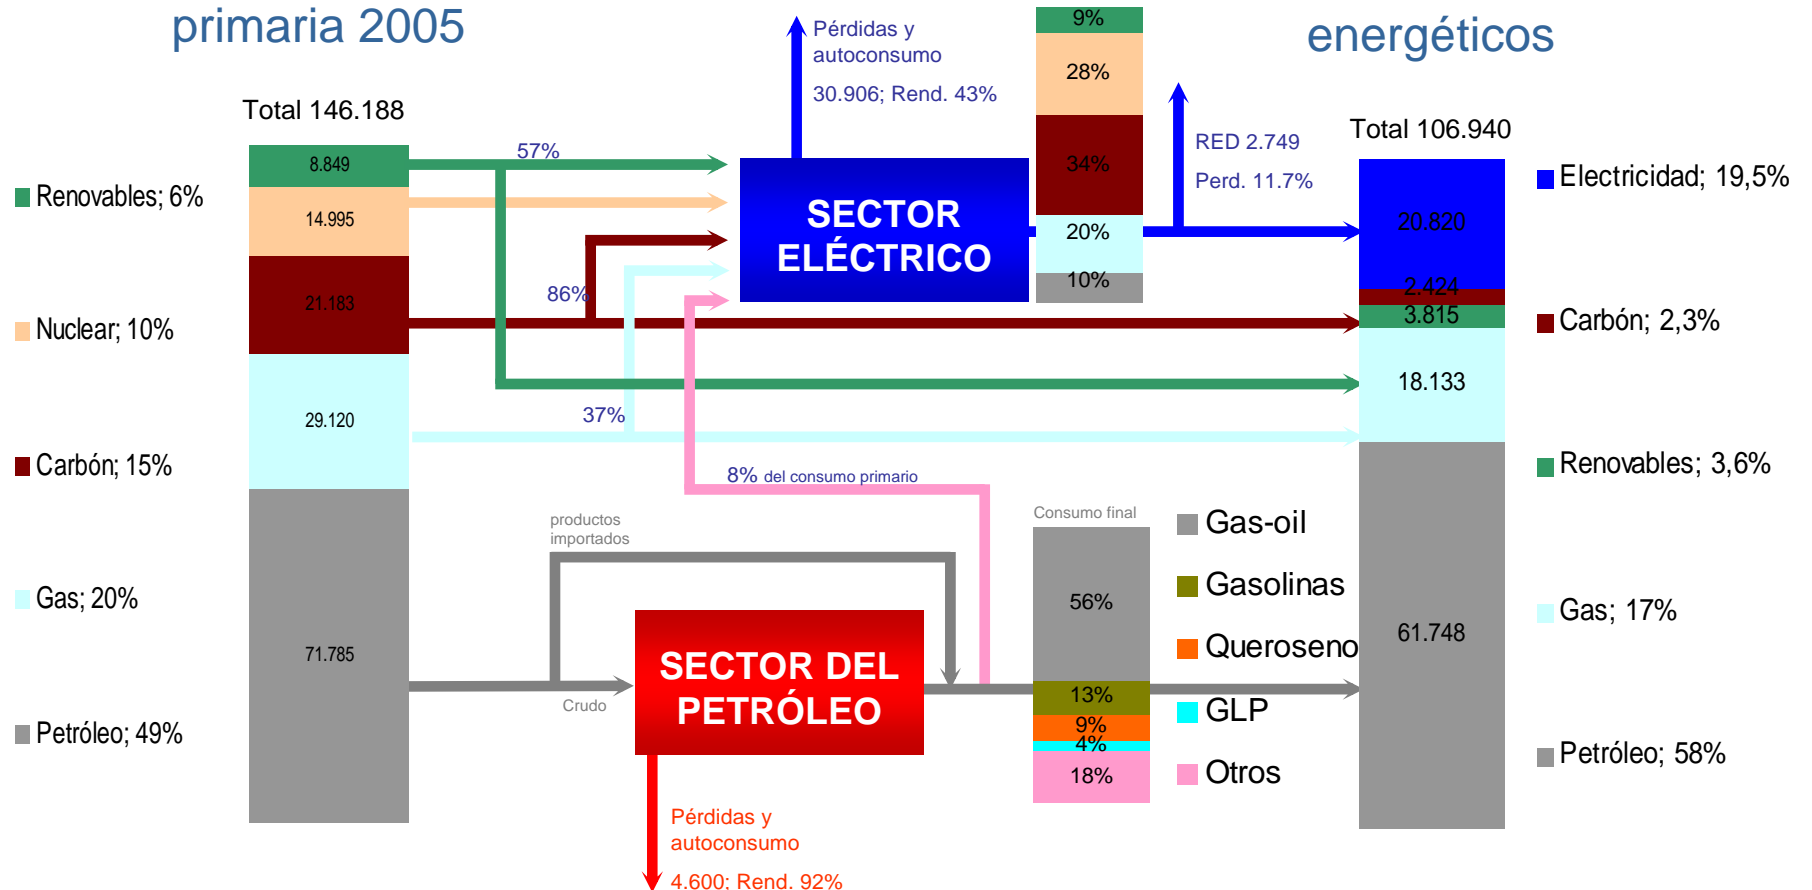 primaria 2005
energéticos
Total 146.188
8.849
14.995
21.183
29.120
71.785
Renovables; 6%
Nuclear; 10%
Carbón; 15%
Gas; 20%
Petróleo; 49%
57%
86%
37%
8% del consumo primario
productos
importados
Crudo
Pérdidas y
autoconsumo
30.906; Rend. 43%
SECTOR
ELÉCTRICO
9%
28%
34%
20%
10%
RED 2.749
Perd. 11.7%
SECTOR DEL
PETRÓLEO
Pérdidas y
autoconsumo
4.600; Rend. 92%
Consumo final
56%
13%
9%
4%
18%
Gas-oil
Gasolinas
Queroseno
GLP
Otros
Total 106.940
20.820
2.424
3.815
18.133
61.748
Electricidad; 19,5%
Carbón; 2,3%
Renovables; 3,6%
Gas; 17%
Petróleo; 58%